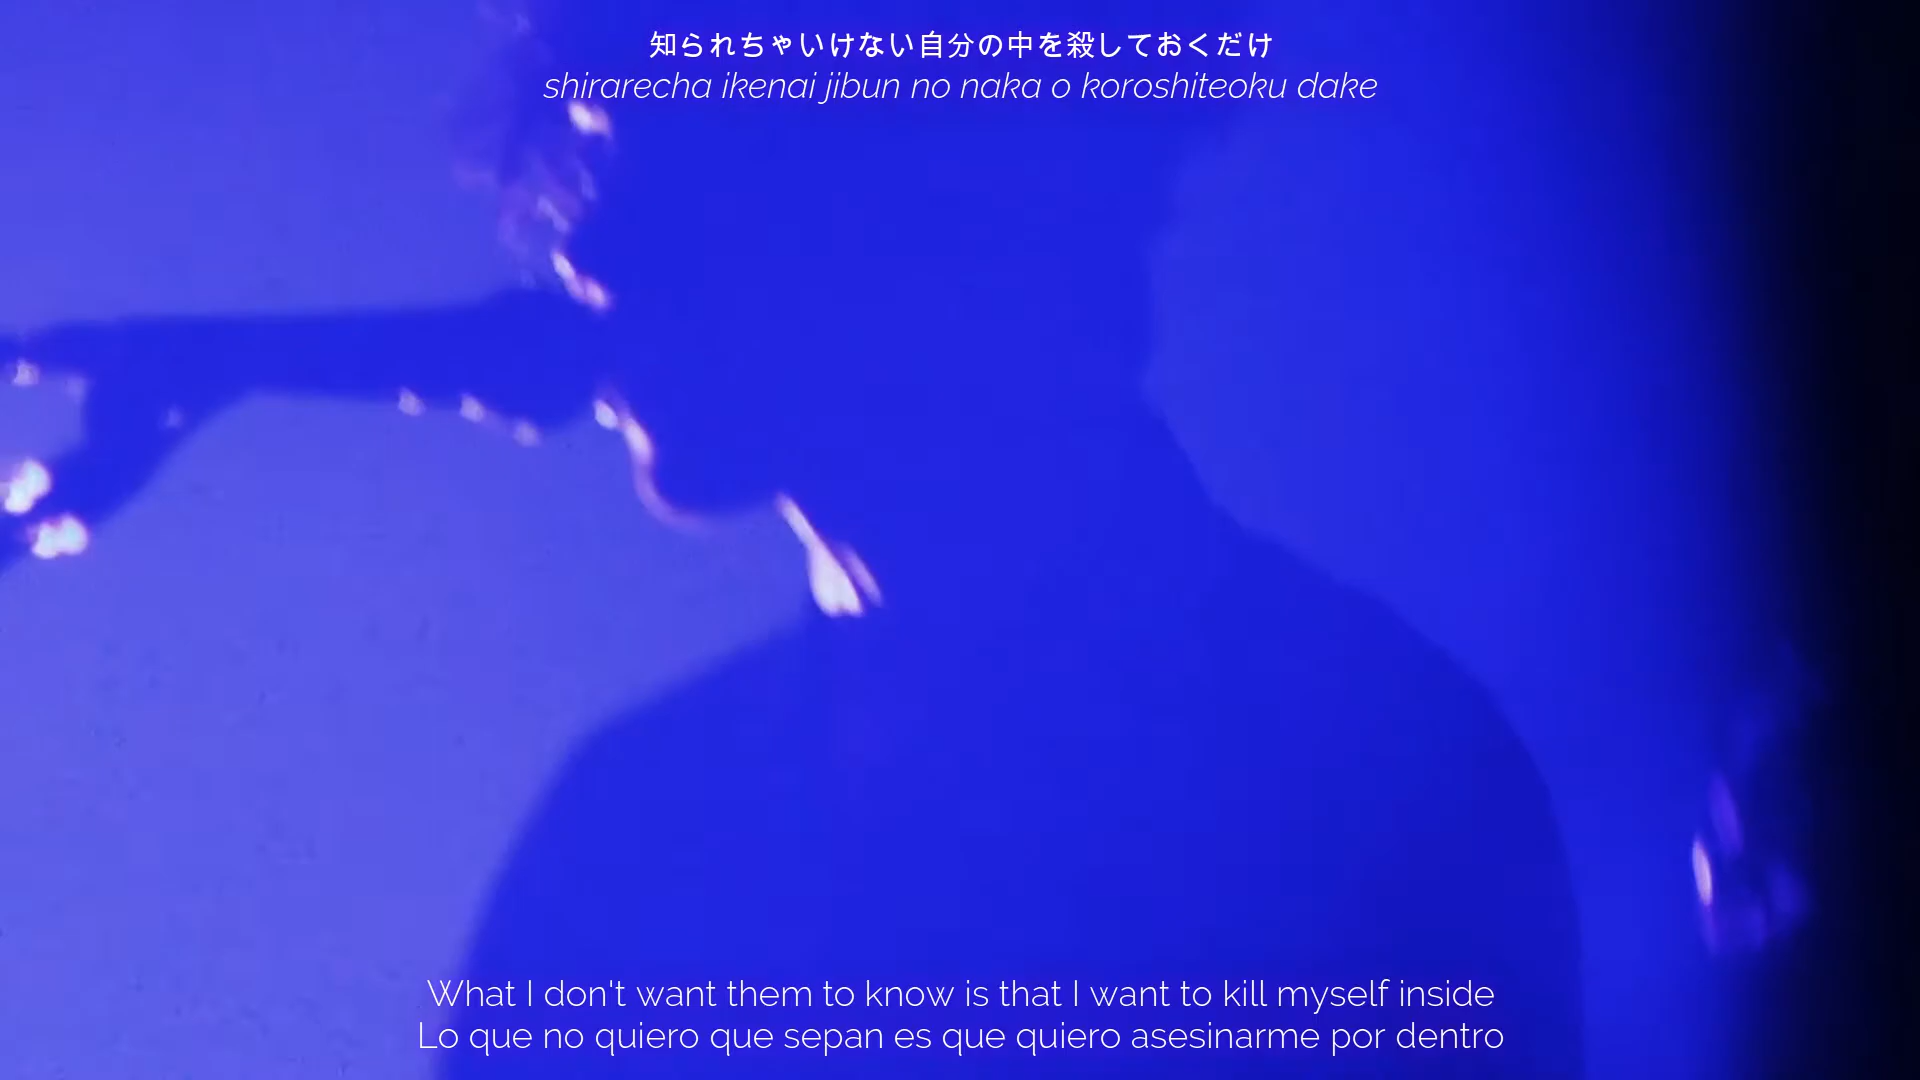 知られちゃいけない自分の中を殺しておくだけ
shirarecha ikenai jibun no naka o koroshiteoku dake
What I don't want them to know is that I want to kill myself inside
Lo que no quiero que sepan es que quiero asesinarme por dentro